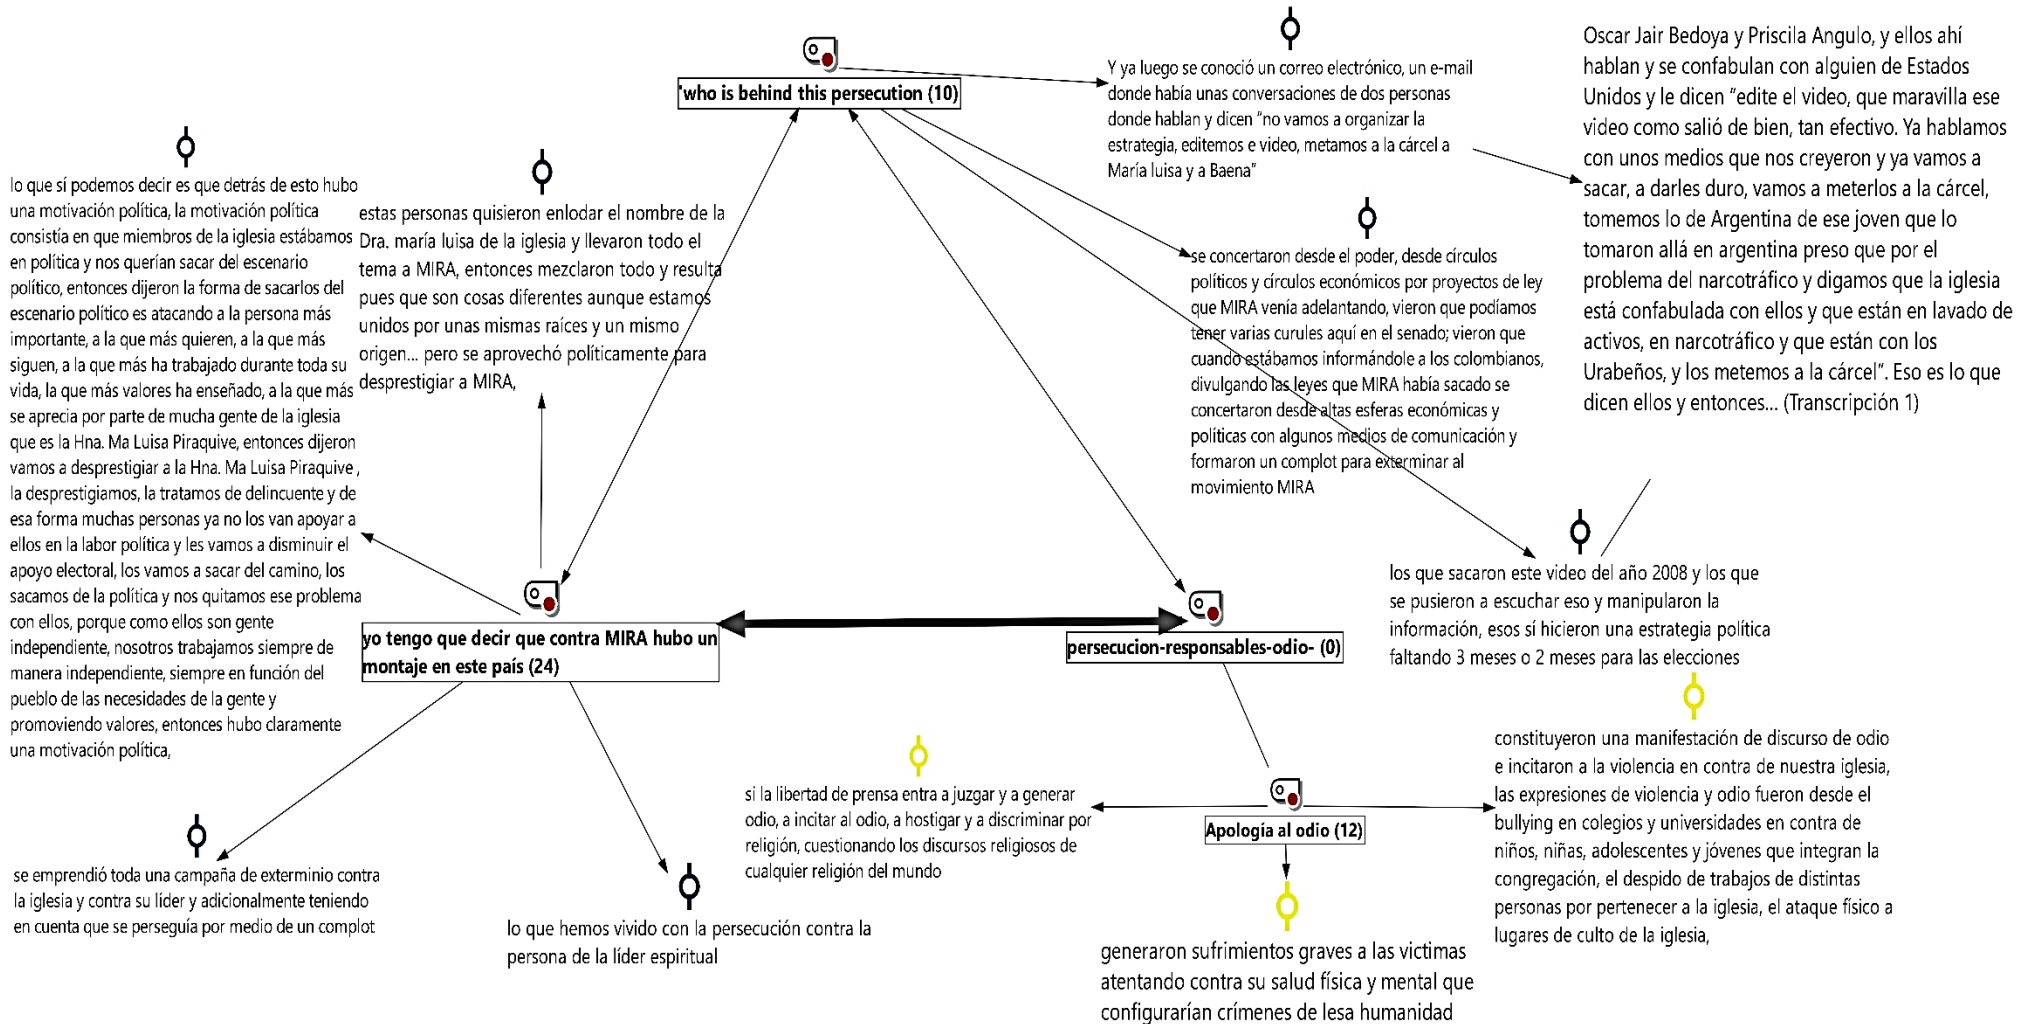 'who is behind this persecution (10)
Y ya luego se conoció un correo electrónico, un e-mail
donde había unas conversaciones de dos personas
donde hablan y dicen “no vamos a organizar la
estrategia, editemos e video, metamos a la cárcel a
María luisa y a Baena”
Oscar Jair Bedoya y Priscila Angulo, y ellos ahí
hablan y se confabulan con alguien de Estados
Unidos y le dicen “edite el video, que maravilla ese
video como salió de bien, tan efectivo. Ya hablamos
con unos medios que nos creyeron y ya vamos a
sacar, a darles duro, vamos a meterlos a la cárcel,
tomemos lo de Argentina de ese joven que lo
tomaron allá en argentina preso que por el
problema del narcotráfico y digamos que la iglesia
está confabulada con ellos y que están en lavado de
activos, en narcotráfico y que están con los
Urabeños, y los metemos a la cárcel”. Eso es lo que
dicen ellos y entonces... (Transcripción 1)
lo que sí podemos decir es que detrás de esto hubo
una motivación política, la motivación política
consistía en que miembros de la iglesia estábamos
en política y nos querían sacar del escenario
político, entonces dijeron la forma de sacarlos del
escenario político es atacando a la persona más
importante, a la que más quieren, a la que más
siguen, a la que más ha trabajado durante toda su
vida, la que más valores ha enseñado, a la que más
se aprecia por parte de mucha gente de la iglesia
que es la Hna. Ma Luisa Piraquive, entonces dijeron
vamos a desprestigiar a la Hna. Ma Luisa Piraquive ,
la desprestigiamos, la tratamos de delincuente y de
esa forma muchas personas ya no los van apoyar a
ellos en la labor política y les vamos a disminuir el
apoyo electoral, los vamos a sacar del camino, los
sacamos de la política y nos quitamos ese problema
con ellos, porque como ellos son gente
independiente, nosotros trabajamos siempre de
manera independiente, siempre en función del
pueblo de las necesidades de la gente y
promoviendo valores, entonces hubo claramente
una motivación política,
estas personas quisieron enlodar el nombre de la
Dra. maría luisa de la iglesia y llevaron todo el
tema a MIRA, entonces mezclaron todo y resulta
pues que son cosas diferentes aunque estamos
unidos por unas mismas raíces y un mismo
origen... pero se aprovechó políticamente para
desprestigiar a MIRA,
se concertaron desde el poder, desde círculos
políticos y círculos económicos por proyectos de ley
que MIRA venía adelantando, vieron que podíamos
tener varias curules aquí en el senado; vieron que
cuando estábamos informándole a los colombianos,
divulgando las leyes que MIRA había sacado se
concertaron desde altas esferas económicas y
políticas con algunos medios de comunicación y
formaron un complot para exterminar al
movimiento MIRA
los que sacaron este video del año 2008 y los que
se pusieron a escuchar eso y manipularon la
información, esos sí hicieron una estrategia política
faltando 3 meses o 2 meses para las elecciones
yo tengo que decir que contra MIRA hubo un
montaje en este país (24)
persecucion-responsables-odio- (0)
si la libertad de prensa entra a juzgar y a generar
odio, a incitar al odio, a hostigar y a discriminar por
religión, cuestionando los discursos religiosos de
cualquier religión del mundo
Apología al odio (12)
constituyeron una manifestación de discurso de odio
e incitaron a la violencia en contra de nuestra iglesia,
las expresiones de violencia y odio fueron desde el
bullying en colegios y universidades en contra de
niños, niñas, adolescentes y jóvenes que integran la
congregación, el despido de trabajos de distintas
personas por pertenecer a la iglesia, el ataque físico a
lugares de culto de la iglesia,
se emprendió toda una campaña de exterminio contra
la iglesia y contra su líder y adicionalmente teniendo
en cuenta que se perseguía por medio de un complot
lo que hemos vivido con la persecución contra la
persona de la líder espiritual
generaron sufrimientos graves a las victimas
atentando contra su salud física y mental que
configurarían crímenes de lesa humanidad